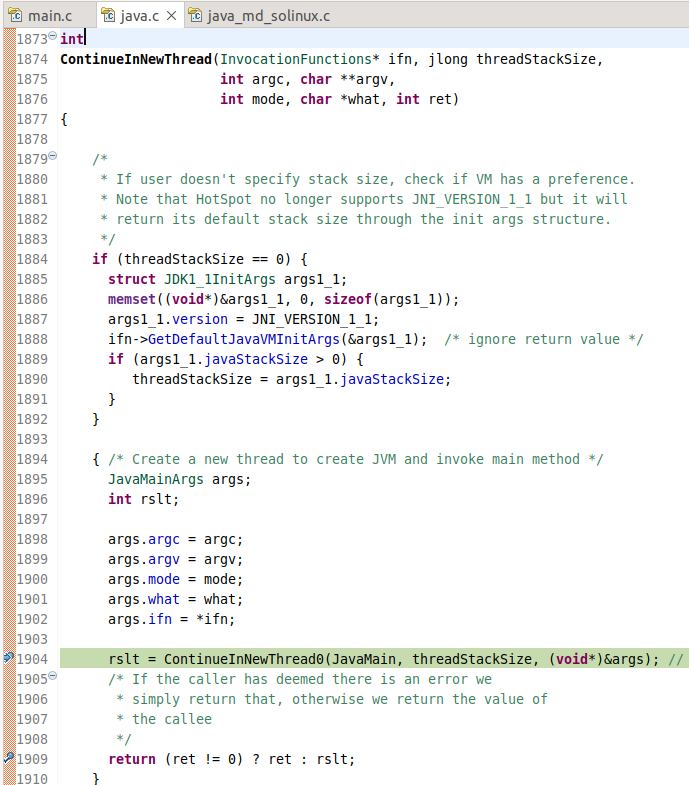 main.c java.c java_md_solinux.c
1873 int
1874 ContinueInNewThread(InvocationFunctions* ifn, jlong threadStackSize,
1875                     int argc, char **argv,
1876                     int mode, char *what, int ret)
1877 {
1878
1879     /*
1880      * If user doesn't specify stack size, check if VM has a preference.
1881      * Note that HotSpot no longer supports JNI_VERSION_1_1 but it will
1882      * return its default stack size through the init args structure.
1883      */
1884     if (threadStackSize == 0) {
1885       struct JDK1_1InitArgs args1_1;
1886       memset((void*)&args1_1, 0, sizeof(args1_1));
1887       args1_1.version = JNI_VERSION_1_1;
1888       ifn->GetDefaultJavaVMInitArgs(&args1_1);  /* ignore return value */
1889       if (args1_1.javaStackSize > 0) {
1890          threadStackSize = args1_1.javaStackSize;
1891       }
1892     }
1893
1894     { /* Create a new thread to create JVM and invoke main method */
1895       JavaMainArgs args;
1896       int rslt;
1897
1898       args.argc = argc;
1899       args.argv = argv;
1900       args.mode = mode;
1901       args.what = what;
1902       args.ifn = *ifn;
1903
1904       rslt = ContinueInNewThread0(JavaMain, threadStackSize, (void*)&args); //
1905       /* If the caller has deemed there is an error we
1906        * simply return that, otherwise we return the value of
1907        * the callee
1908        */
1909       return (ret != 0) ? ret : rslt;
1910     }